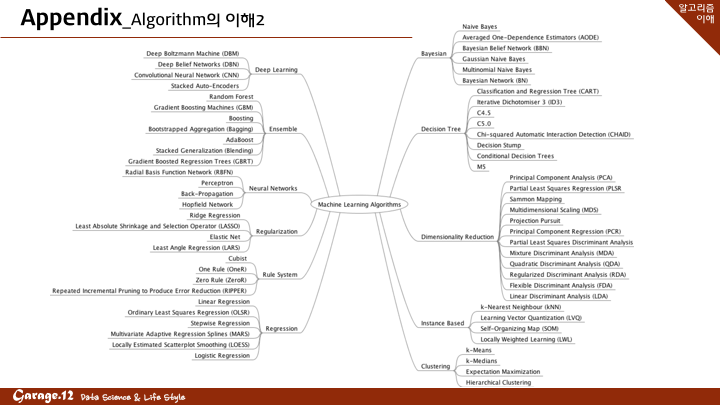 Appendix_Algorithm의 이해2
알고리즘
이해
Deep Boltzmann Machine (DBM)
Deep Belief Networks (DBN)
Convolutional Neural Network (CNN)
Stacked Auto-Encoders
Deep Learning
Random Forest
Gradient Boosting Machines (GBM)
Boosting
Bootstrapped Aggregation (Bagging)
AdaBoost
Stacked Generalization (Blending)
Gradient Boosted Regression Trees (GBRT)
Ensemble
Radial Basis Function Network (RBFN)
Perceptron
Back-Propagation
Hopfield Network
Neural Networks
Ridge Regression
Least Absolute Shrinkage and Selection Operator (LASSO)
Elastic Net
Least Angle Regression (LARS)
Regularization
Cubist
One Rule (OneR)
Zero Rule (ZeroR)
Repeated Incremental Pruning to Produce Error Reduction (RIPPER)
Rule System
Linear Regression
Ordinary Least Squares Regression (OLSR)
Stepwise Regression
Multivariate Adaptive Regression Splines (MARS)
Locally Estimated Scatterplot Smoothing (LOESS)
Logistic Regression
Regression
Machine Learning Algorithms
Bayesian
Naive Bayes
Averaged One-Dependence Estimators (AODE)
Bayesian Belief Network (BBN)
Gaussian Naive Bayes
Multinomial Naive Bayes
Bayesian Network (BN)
Decision Tree
Classification and Regression Tree (CART)
Iterative Dichotomiser 3 (ID3)
C4.5
C5.0
Chi-squared Automatic Interaction Detection (CHAID)
Decision Stump
Conditional Decision Trees
M5
Dimensionality Reduction
Principal Component Analysis (PCA)
Partial Least Squares Regression (PLSR
Sammon Mapping
Multidimensional Scaling (MDS)
Projection Pursuit
Principal Component Regression (PCR)
Partial Least Squares Discriminant Analysis
Mixture Discriminant Analysis (MDA)
Quadratic Discriminant Analysis (QDA)
Regularized Discriminant Analysis (RDA)
Flexible Discriminant Analysis (FDA)
Linear Discriminant Analysis (LDA)
Instance Based
k-Nearest Neighbour (kNN)
Learning Vector Quantization (LVQ)
Self-Organizing Map (SOM)
Locally Weighted Learning (LWL)
Clustering
k-Means
k-Medians
Expectation Maximization
Hierarchical Clustering
Garage.12 Data Science & Life Style